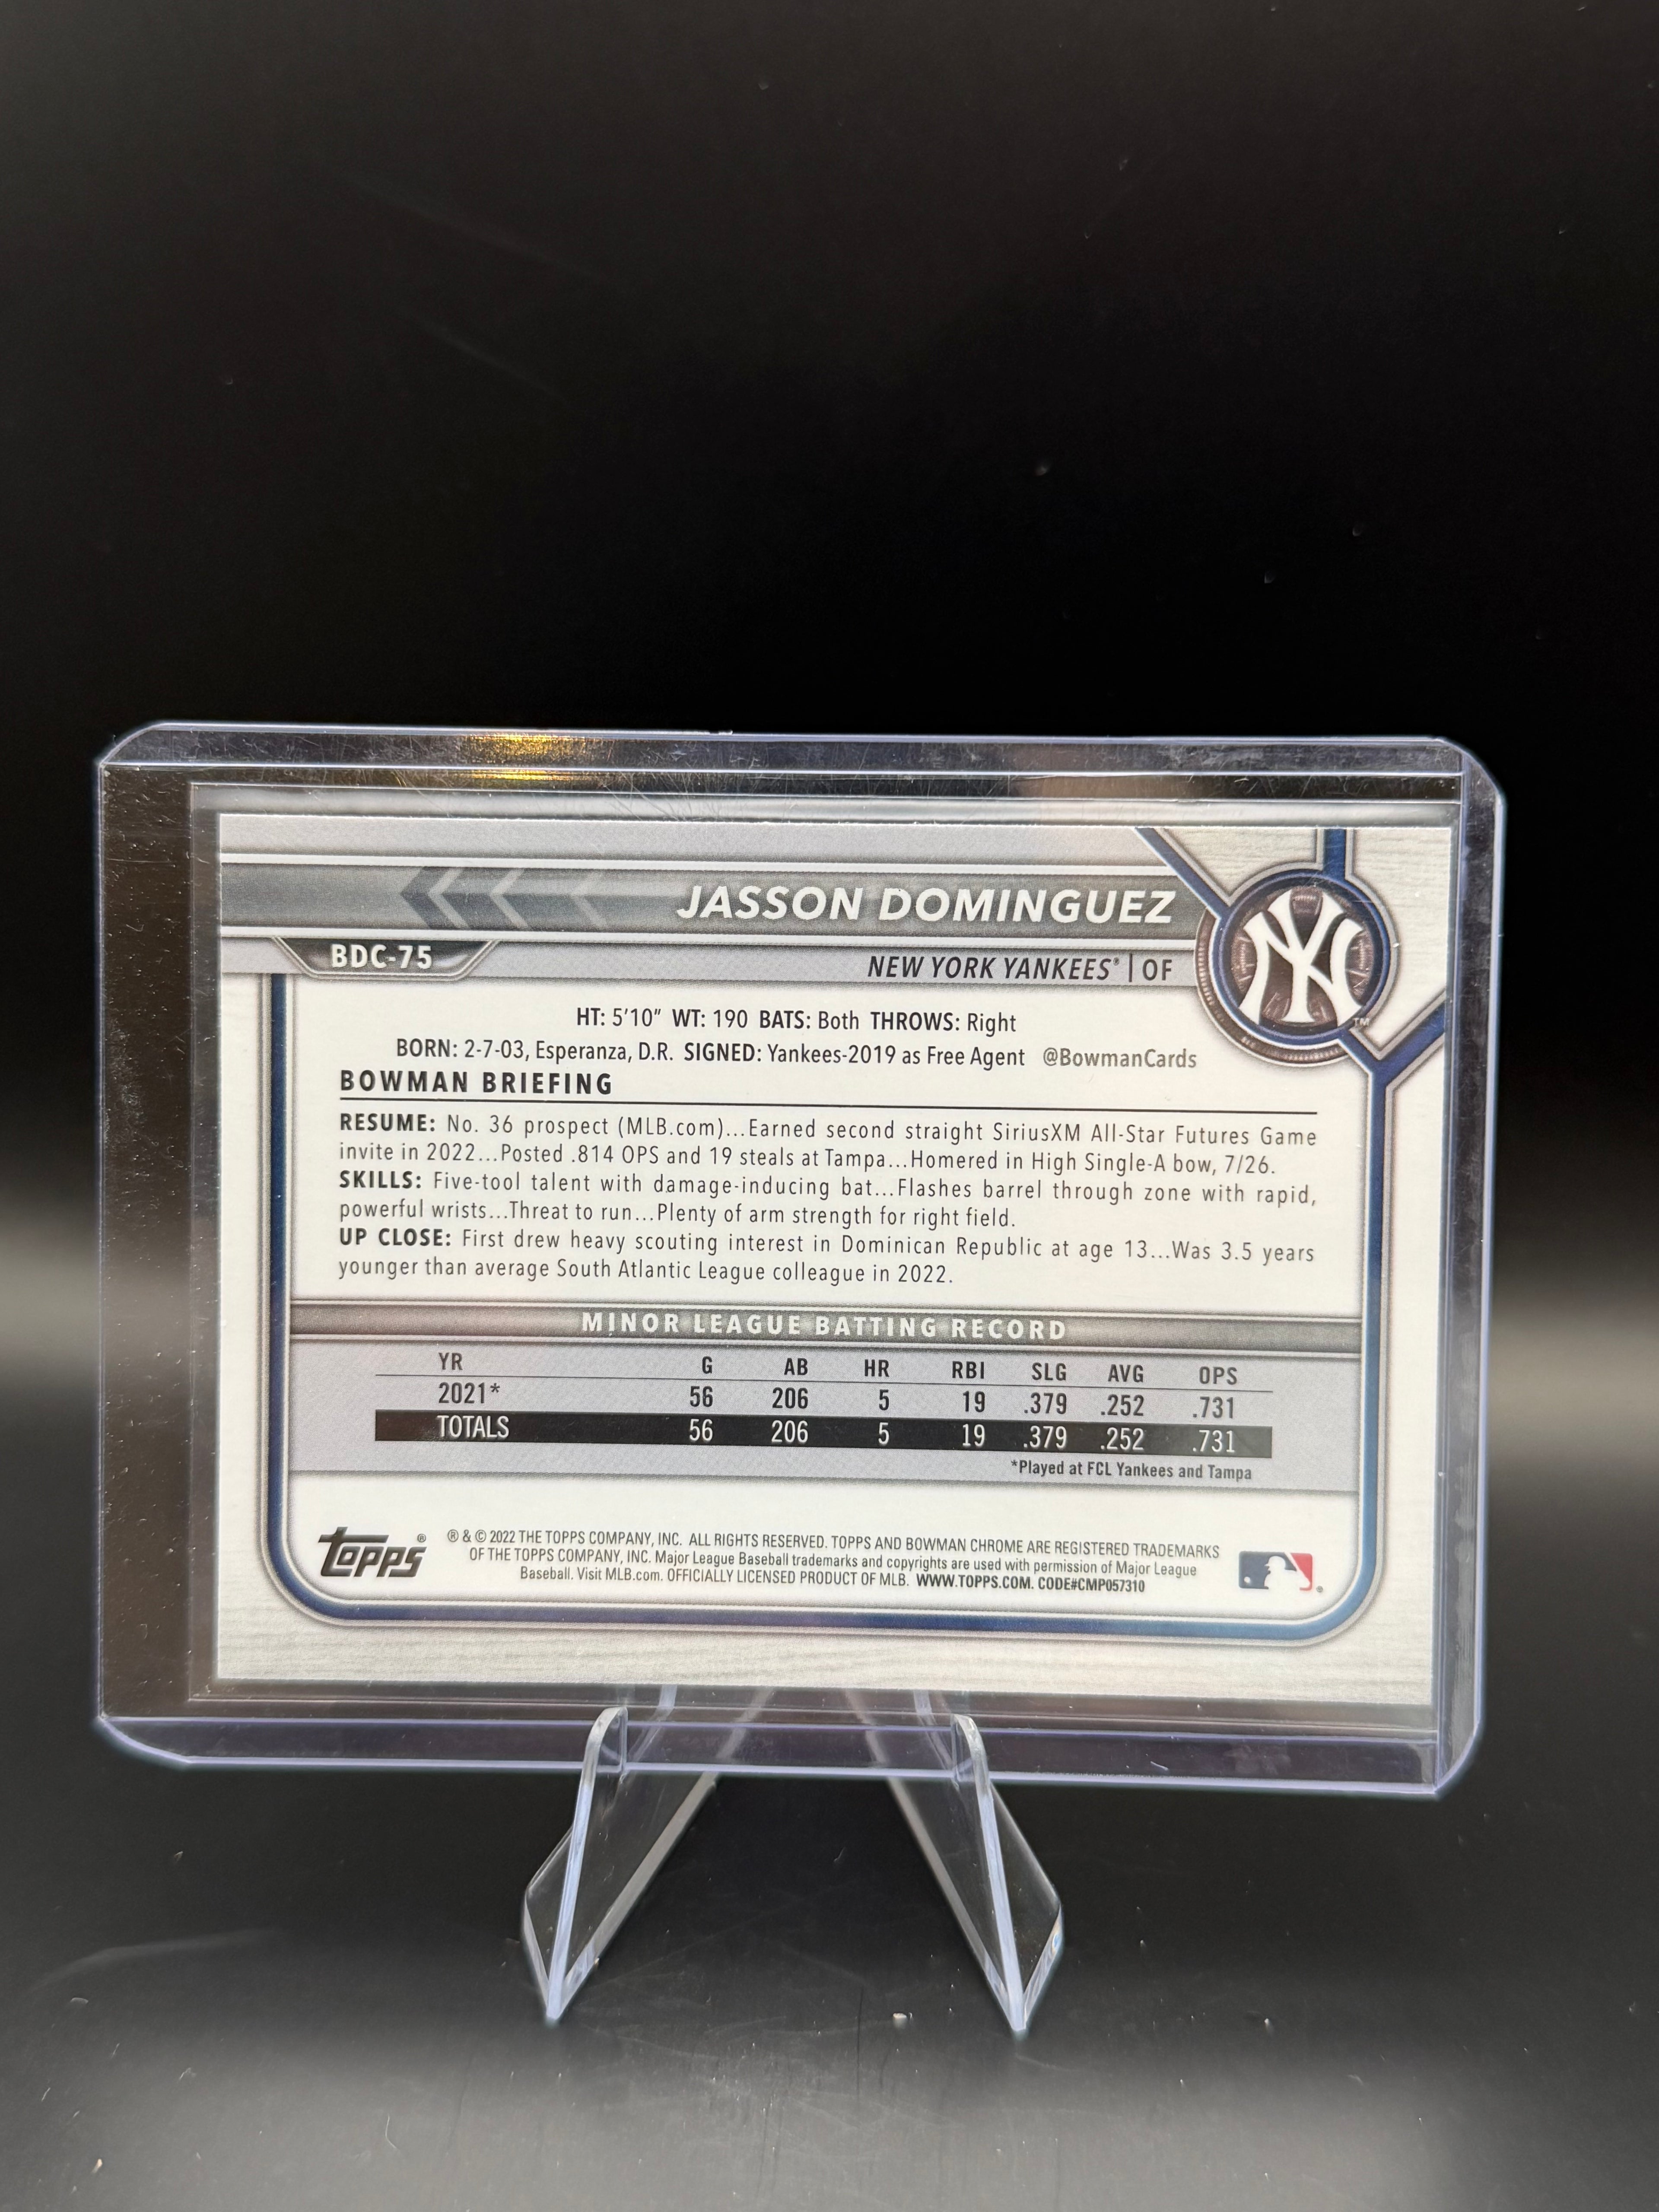 JASSON DOMINGUEZ
BDC-75
NEW YORK YANKEES® | OF
NY
™
HT: 5'10" WT: 190 BATS: Both THROWS: Right
BORN: 2-7-03, Esperanza, D.R. SIGNED: Yankees-2019 as Free Agent @BowmanCards
BOWMAN BRIEFING
RESUME: No. 36 prospect (MLB.com)...Earned second straight SiriusXM All-Star Futures Game
invite in 2022...Posted .814 OPS and 19 steals at Tampa...Homered in High Single-A bow, 7/26.
SKILLS: Five-tool talent with damage-inducing bat...Flashes barrel through zone with rapid,
powerful wrists...Threat to run...Plenty of arm strength for right field.
UP CLOSE: First drew heavy scouting interest in Dominican Republic at age 13...Was 3.5 years
younger than average South Atlantic League colleague in 2022.
MINOR LEAGUE BATTING RECORD
YR G AB HR RBI SLG AVG OPS
2021* 56 206 5 19 .379 .252 .731
TOTALS 56 206 5 19 .379 .252 .731
*Played at FCL Yankees and Tampa
Topps®
® & © 2022 THE TOPPS COMPANY, INC. ALL RIGHTS RESERVED. TOPPS AND BOWMAN CHROME ARE REGISTERED TRADEMARKS
OF THE TOPPS COMPANY, INC. Major League Baseball trademarks and copyrights are used with permission of Major League
Baseball. Visit MLB.com. OFFICIALLY LICENSED PRODUCT OF MLB. WWW.TOPPS.COM. CODE#CMP057310